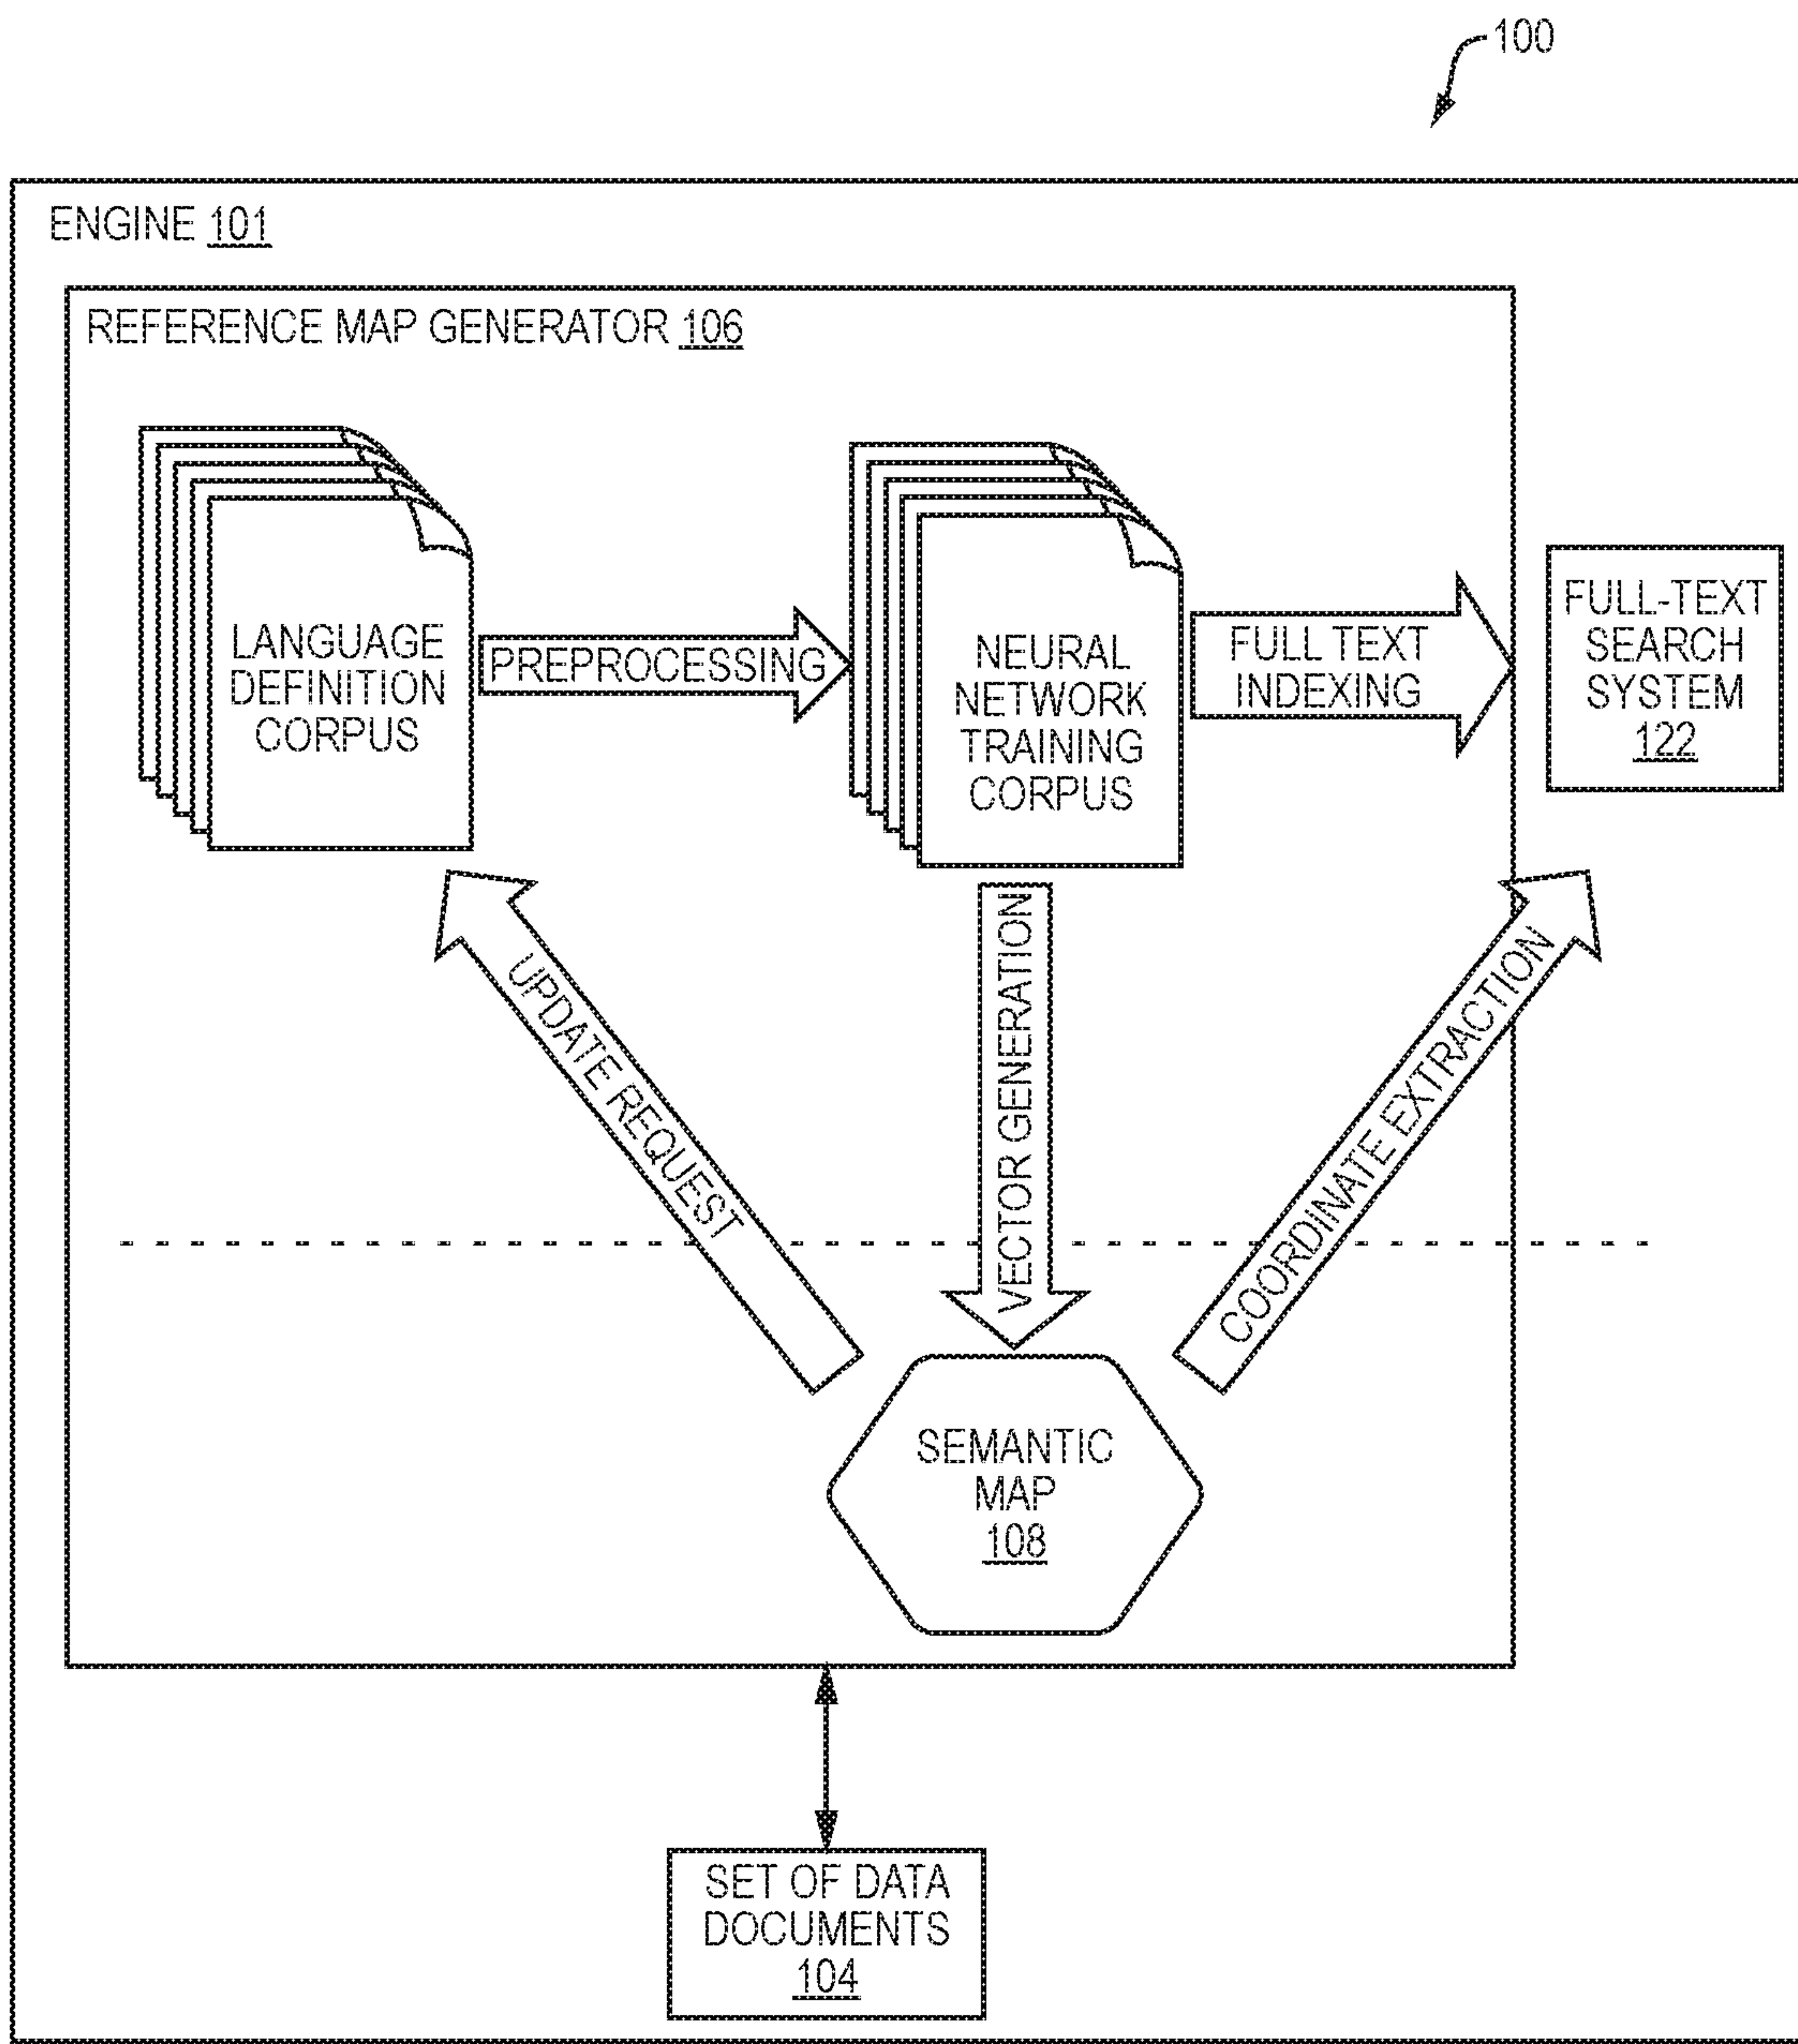 100
ENGINE 101
REFERENCE MAP GENERATOR 106
LANGUAGE
DEFINITION
CORPUS
PREPROCESSING
NEURAL
NETWORK
TRAINING
CORPUS
FULL TEXT
INDEXING
FULL-TEXT
SEARCH
SYSTEM
122
UPDATE REQUEST
VECTOR GENERATION
COORDINATE EXTRACTION
SEMANTIC
MAP
108
SET OF DATA
DOCUMENTS
104